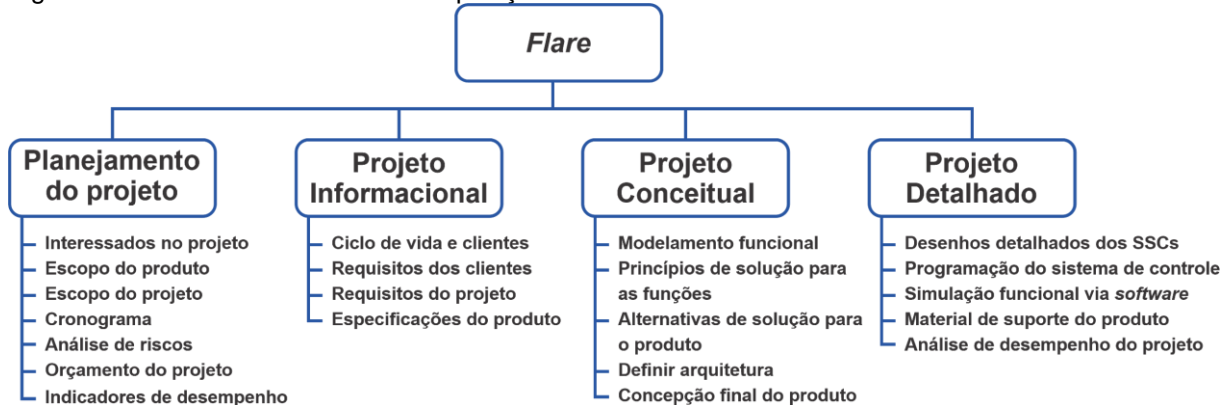 Flare
Planejamento
do projeto
Interessados no projeto
Escopo do produto
Escopo do projeto
Cronograma
Análise de riscos
Orçamento do projeto
Indicadores de desempenho
Projeto
Informacional
Ciclo de vida e clientes
Requisitos dos clientes
Requisitos do projeto
Especificações do produto
Projeto
Conceitual
Modelamento funcional
Princípios de solução para
as funções
Alternativas de solução para
o produto
Definir arquitetura
Concepção final do produto
Projeto
Detalhado
Desenhos detalhados dos SSCs
Programação do sistema de controle
Simulação funcional via software
Material de suporte do produto
Análise de desempenho do projeto